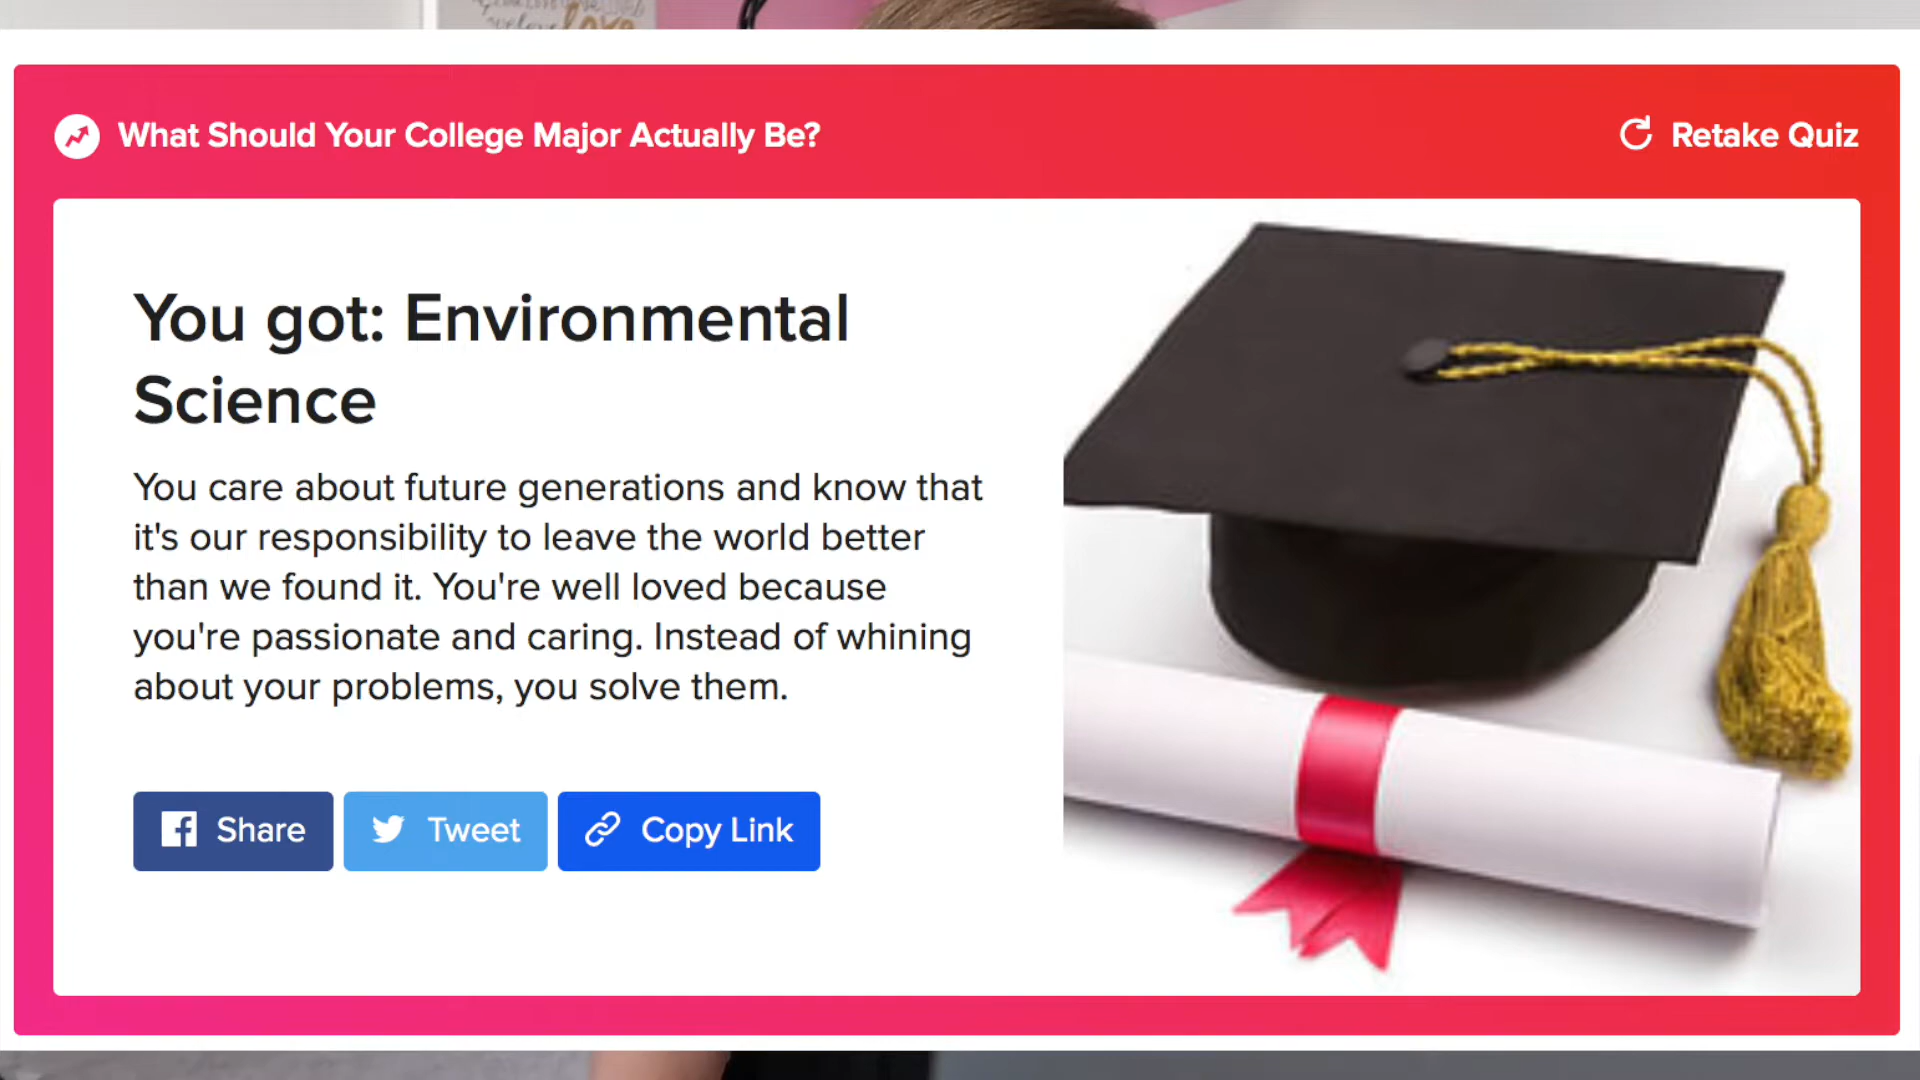 love
What Should Your College Major Actually Be?
Retake Quiz
You got: Environmental
Science
You care about future generations and know that
it's our responsibility to leave the world better
than we found it. You're well loved because
you're passionate and caring. Instead of whining
about your problems, you solve them.
Share
Tweet
Copy Link